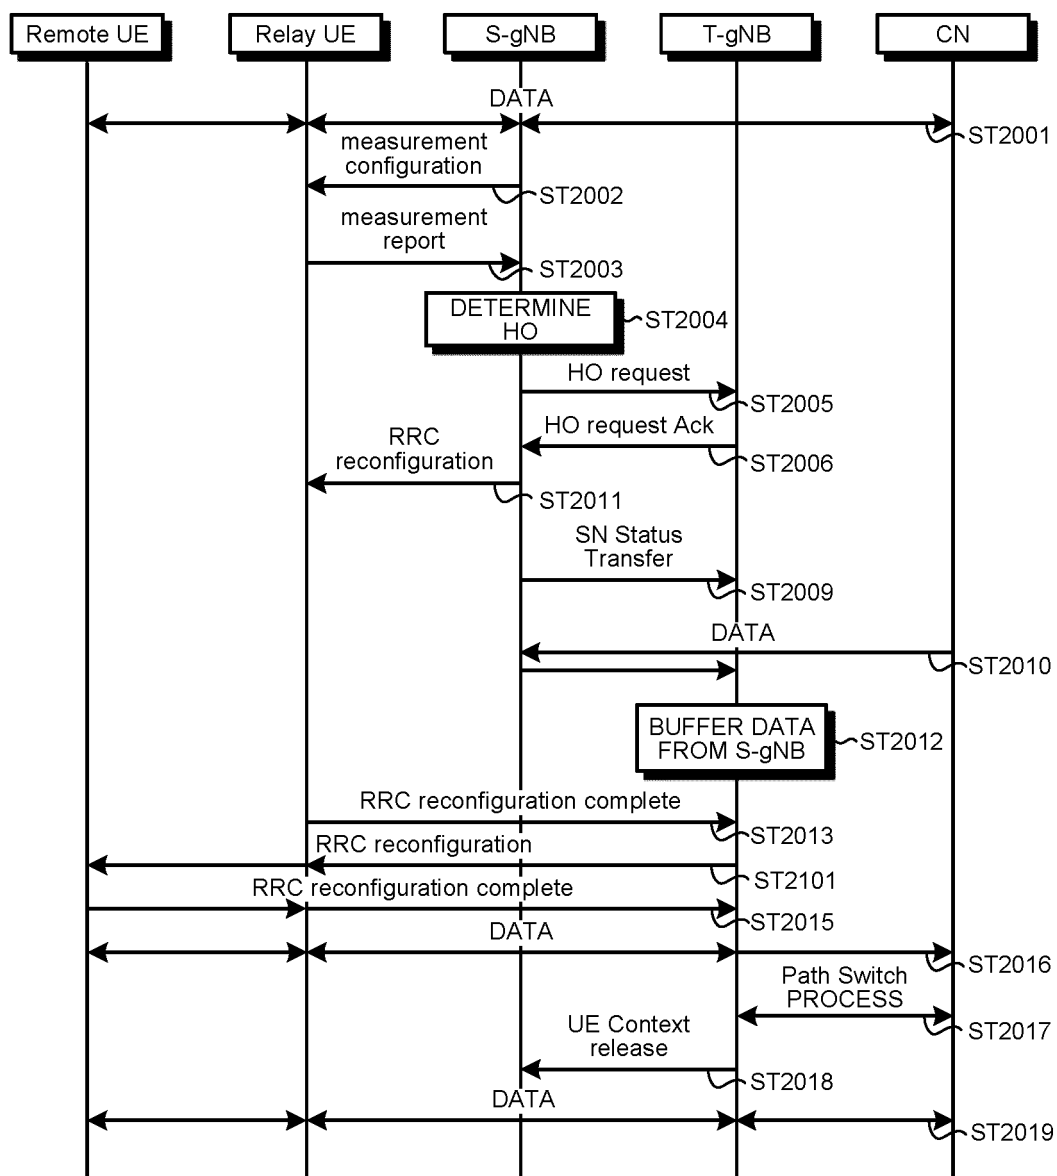 Remote UE
Relay UE
S-gNB
T-gNB
CN
DATA
ST2001
measurement
configuration
ST2002
measurement
report
ST2003
DETERMINE
HO
ST2004
HO request
ST2005
HO request Ack
ST2006
RRC
reconfiguration
ST2011
SN Status
Transfer
ST2009
DATA
ST2010
BUFFER DATA
FROM S-gNB
ST2012
RRC reconfiguration complete
ST2013
RRC reconfiguration
ST2101
RRC reconfiguration complete
ST2015
DATA
ST2016
Path Switch
PROCESS
ST2017
UE Context
release
ST2018
DATA
ST2019